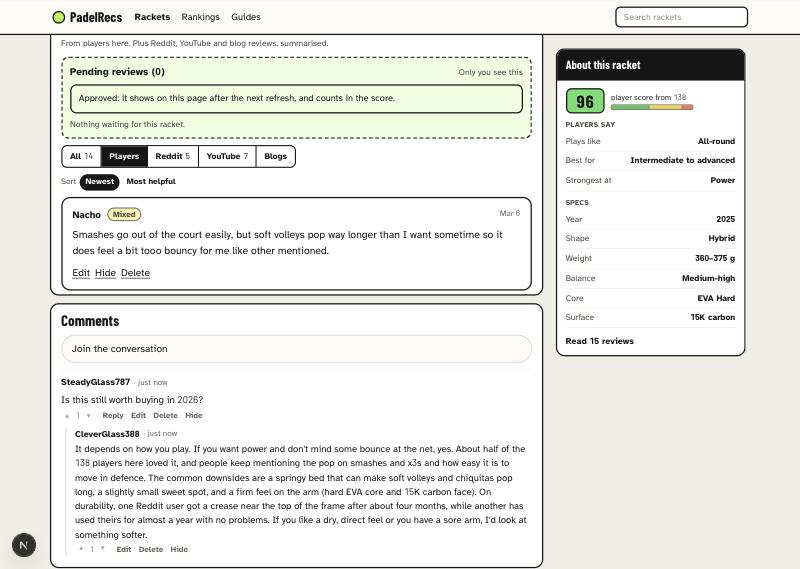 PadelRecs Rackets Rankings Guides Search rackets
From players here. Plus Reddit, YouTube and blog reviews, summarised.
Pending reviews (0) Only you see this
Approved: it shows on this page after the next refresh, and counts in the score.
Nothing waiting for this racket.
All 14 Players Reddit 5 YouTube 7 Blogs
Sort Newest Most helpful
Nacho Mixed Mar 6
Smashes go out of the court easily, but soft volleys pop way longer than I want sometime so it
does feel a bit tooo bouncy for me like other mentioned.
Edit Hide Delete
Comments
Join the conversation
SteadyGlass787 · just now
Is this still worth buying in 2026?
▲ 1 ▼ Reply Edit Delete Hide
CleverGlass388 · just now
It depends on how you play. If you want power and don't mind some bounce at the net, yes. About half of the
138 players here loved it, and people keep mentioning the pop on smashes and x3s and how easy it is to
move in defence. The common downsides are a springy bed that can make soft volleys and chiquitas pop
long, a slightly small sweet spot, and a firm feel on the arm (hard EVA core and 15K carbon face). On
durability, one Reddit user got a crease near the top of the frame after about four months, while another has
used theirs for almost a year with no problems. If you like a dry, direct feel or you have a sore arm, I'd look at
something softer.
▲ 1 ▼ Edit Delete Hide
About this racket
96 player score from 138
PLAYERS SAY
Plays like All-round
Best for Intermediate to advanced
Strongest at Power
SPECS
Year 2025
Shape Hybrid
Weight 360–375 g
Balance Medium-high
Core EVA Hard
Surface 15K carbon
Read 15 reviews
N